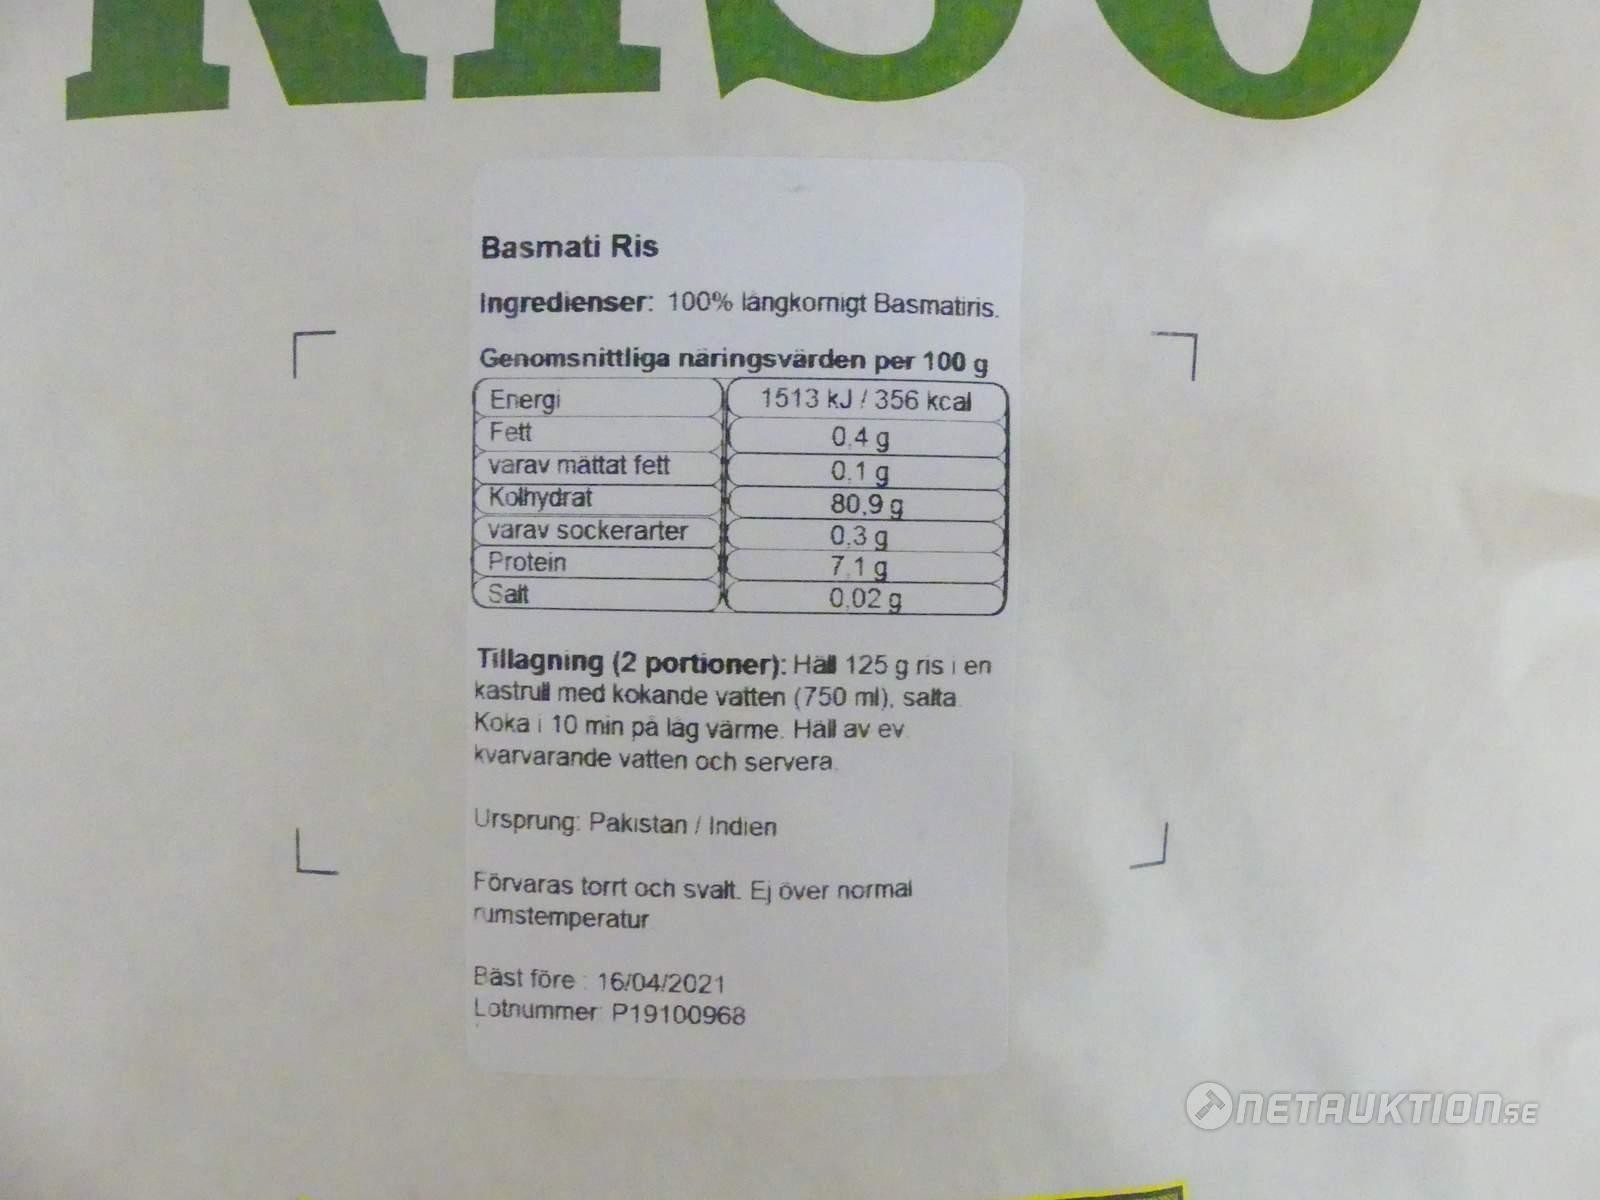 RISO
Basmati Ris
Ingredienser: 100% långkornigt Basmatiris.
Genomsnittliga näringsvärden per 100 g
Energi 1513 kJ / 356 kcal
Fett 0,4 g
varav mättat fett 0,1 g
Kolhydrat 80,9 g
varav sockerarter 0,3 g
Protein 7,1 g
Salt 0,02 g
Tillagning (2 portioner): Häll 125 g ris i en
kastrull med kokande vatten (750 ml), salta.
Koka i 10 min på låg värme. Häll av ev.
kvarvarande vatten och servera.
Ursprung: Pakistan / Indien
Förvaras torrt och svalt. Ej över normal
rumstemperatur.
Bäst före : 16/04/2021
Lotnummer: P19100968
NETAUKTION.SE